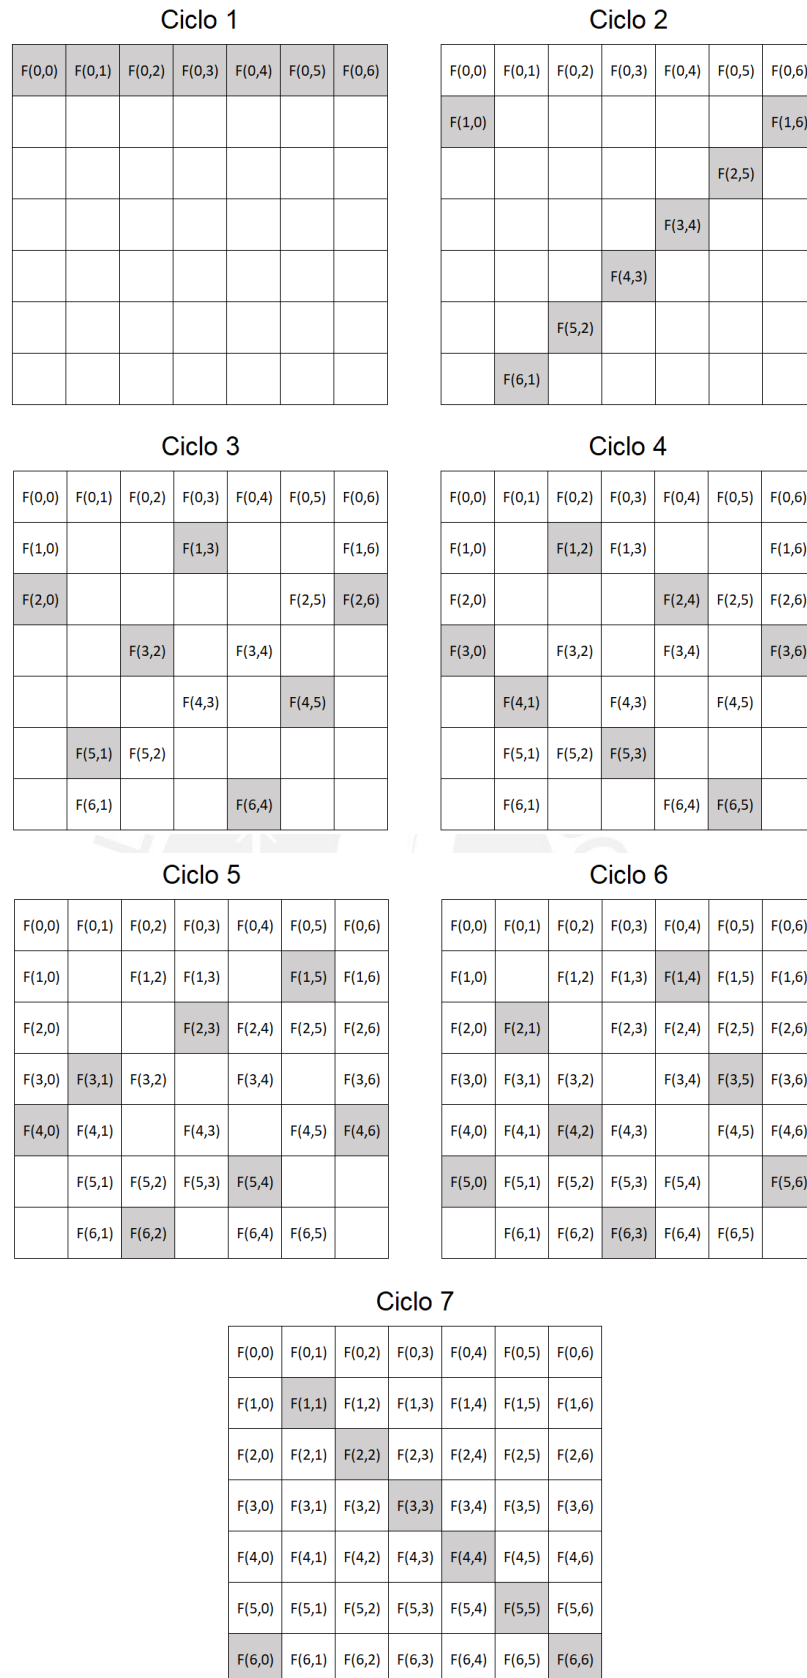 Ciclo 1 Ciclo 2
F(0,0) F(0,1) F(0,2) F(0,3) F(0,4) F(0,5) F(0,6) F(0,0) F(0,1) F(0,2) F(0,3) F(0,4) F(0,5) F(0,6)
F(1,0) F(1,6)
F(2,5)
F(3,4)
F(4,3)
F(5,2)
F(6,1)
Ciclo 3 Ciclo 4
F(0,0) F(0,1) F(0,2) F(0,3) F(0,4) F(0,5) F(0,6) F(0,0) F(0,1) F(0,2) F(0,3) F(0,4) F(0,5) F(0,6)
F(1,0) F(1,3) F(1,6) F(1,0) F(1,2) F(1,3) F(1,6)
F(2,0) F(2,5) F(2,6) F(2,0) F(2,4) F(2,5) F(2,6)
F(3,2) F(3,4) F(3,0) F(3,2) F(3,4) F(3,6)
F(4,3) F(4,5) F(4,1) F(4,3) F(4,5)
F(5,1) F(5,2) F(5,1) F(5,2) F(5,3)
F(6,1) F(6,4) F(6,1) F(6,4) F(6,5)
Ciclo 5 Ciclo 6
F(0,0) F(0,1) F(0,2) F(0,3) F(0,4) F(0,5) F(0,6) F(0,0) F(0,1) F(0,2) F(0,3) F(0,4) F(0,5) F(0,6)
F(1,0) F(1,2) F(1,3) F(1,5) F(1,6) F(1,0) F(1,2) F(1,3) F(1,4) F(1,5) F(1,6)
F(2,0) F(2,3) F(2,4) F(2,5) F(2,6) F(2,0) F(2,1) F(2,3) F(2,4) F(2,5) F(2,6)
F(3,0) F(3,1) F(3,2) F(3,4) F(3,6) F(3,0) F(3,1) F(3,2) F(3,4) F(3,5) F(3,6)
F(4,0) F(4,1) F(4,3) F(4,5) F(4,6) F(4,0) F(4,1) F(4,2) F(4,3) F(4,5) F(4,6)
F(5,1) F(5,2) F(5,3) F(5,4) F(5,0) F(5,1) F(5,2) F(5,3) F(5,4) F(5,6)
F(6,1) F(6,2) F(6,4) F(6,5) F(6,1) F(6,2) F(6,3) F(6,4) F(6,5)
Ciclo 7
F(0,0) F(0,1) F(0,2) F(0,3) F(0,4) F(0,5) F(0,6)
F(1,0) F(1,1) F(1,2) F(1,3) F(1,4) F(1,5) F(1,6)
F(2,0) F(2,1) F(2,2) F(2,3) F(2,4) F(2,5) F(2,6)
F(3,0) F(3,1) F(3,2) F(3,3) F(3,4) F(3,5) F(3,6)
F(4,0) F(4,1) F(4,2) F(4,3) F(4,4) F(4,5) F(4,6)
F(5,0) F(5,1) F(5,2) F(5,3) F(5,4) F(5,5) F(5,6)
F(6,0) F(6,1) F(6,2) F(6,3) F(6,4) F(6,5) F(6,6)